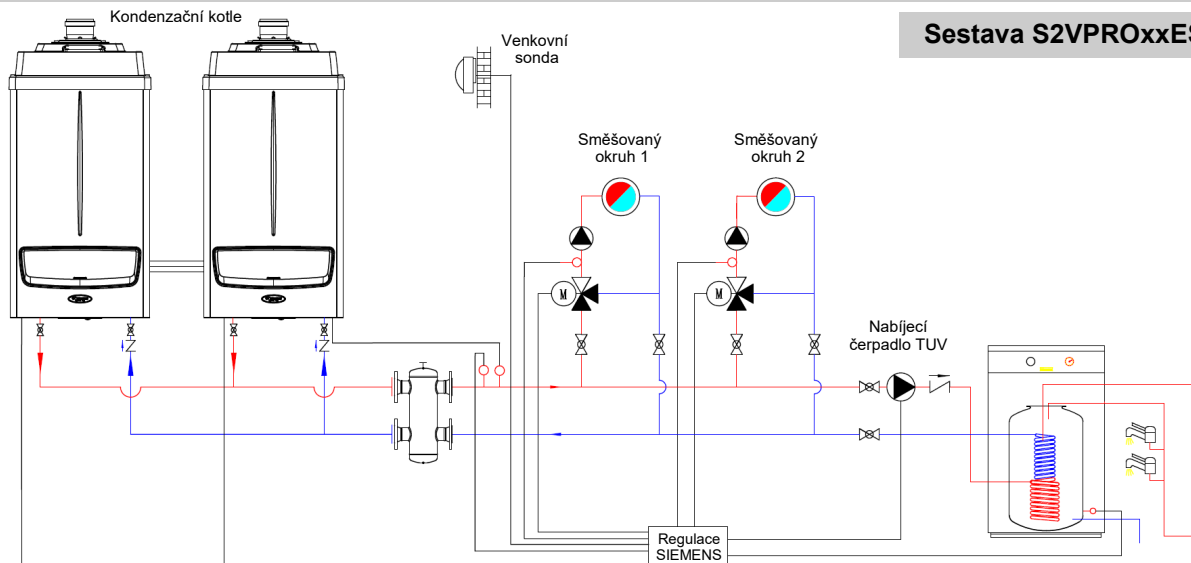 Kondenzační kotle
Venkovní
sonda
Sestava S2VPROxxES
Směšovaný
okruh 1
Směšovaný
okruh 2
M
M
Nabíjecí
čerpadlo TUV
Regulace
SIEMENS